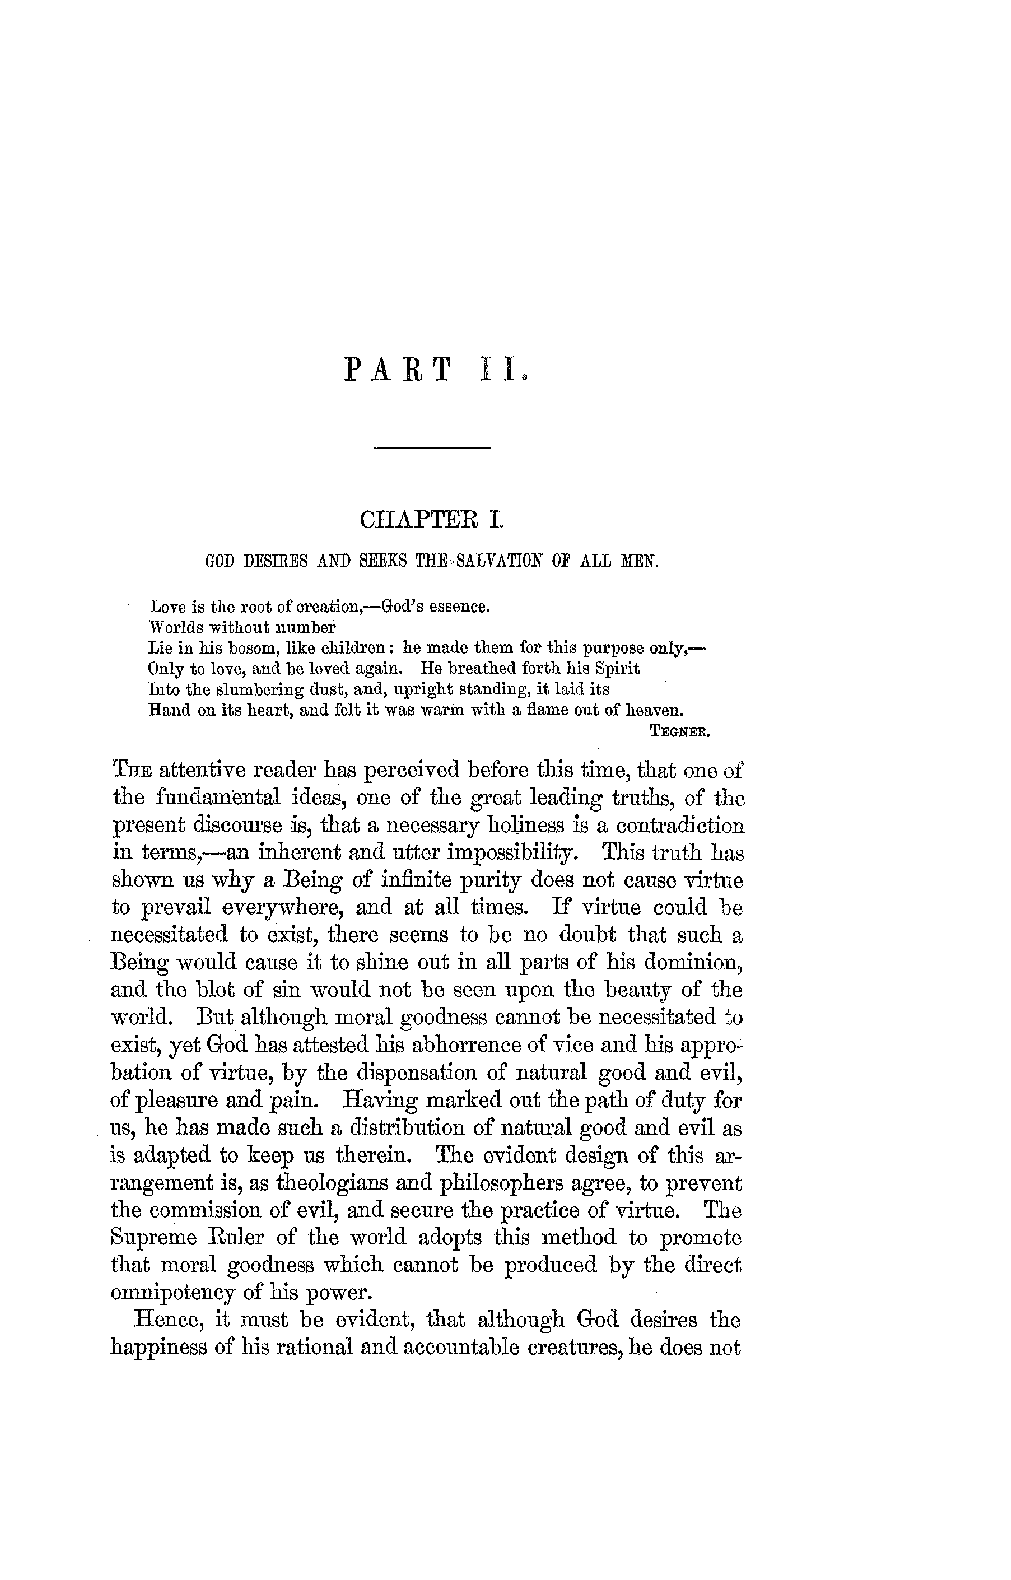 PART II.
CHAPTER I.
GOD DESIRES AND SEEKS THE SALVATION OF ALL MEN.
Love is the root of creation,—God's essence.
Worlds without number
Lie in his bosom, like children: he made them for this purpose only,—
Only to love, and be loved again. He breathed forth his Spirit
Into the slumbering dust, and, upright standing, it laid its
Hand on its heart, and felt it was warm with a flame out of heaven.
TEGNER.
THE attentive reader has perceived before this time, that one of
the fundamental ideas, one of the great leading truths, of the
present discourse is, that a necessary holiness is a contradiction
in terms,—an inherent and utter impossibility. This truth has
shown us why a Being of infinite purity does not cause virtue
to prevail everywhere, and at all times. If virtue could be
necessitated to exist, there seems to be no doubt that such a
Being would cause it to shine out in all parts of his dominion,
and the blot of sin would not be seen upon the beauty of the
world. But although moral goodness cannot be necessitated to
exist, yet God has attested his abhorrence of vice and his appro-
bation of virtue, by the dispensation of natural good and evil,
of pleasure and pain. Having marked out the path of duty for
us, he has made such a distribution of natural good and evil as
is adapted to keep us therein. The evident design of this ar-
rangement is, as theologians and philosophers agree, to prevent
the commission of evil, and secure the practice of virtue. The
Supreme Ruler of the world adopts this method to promote
that moral goodness which cannot be produced by the direct
omnipotency of his power.
Hence, it must be evident, that although God desires the
happiness of his rational and accountable creatures, he does not